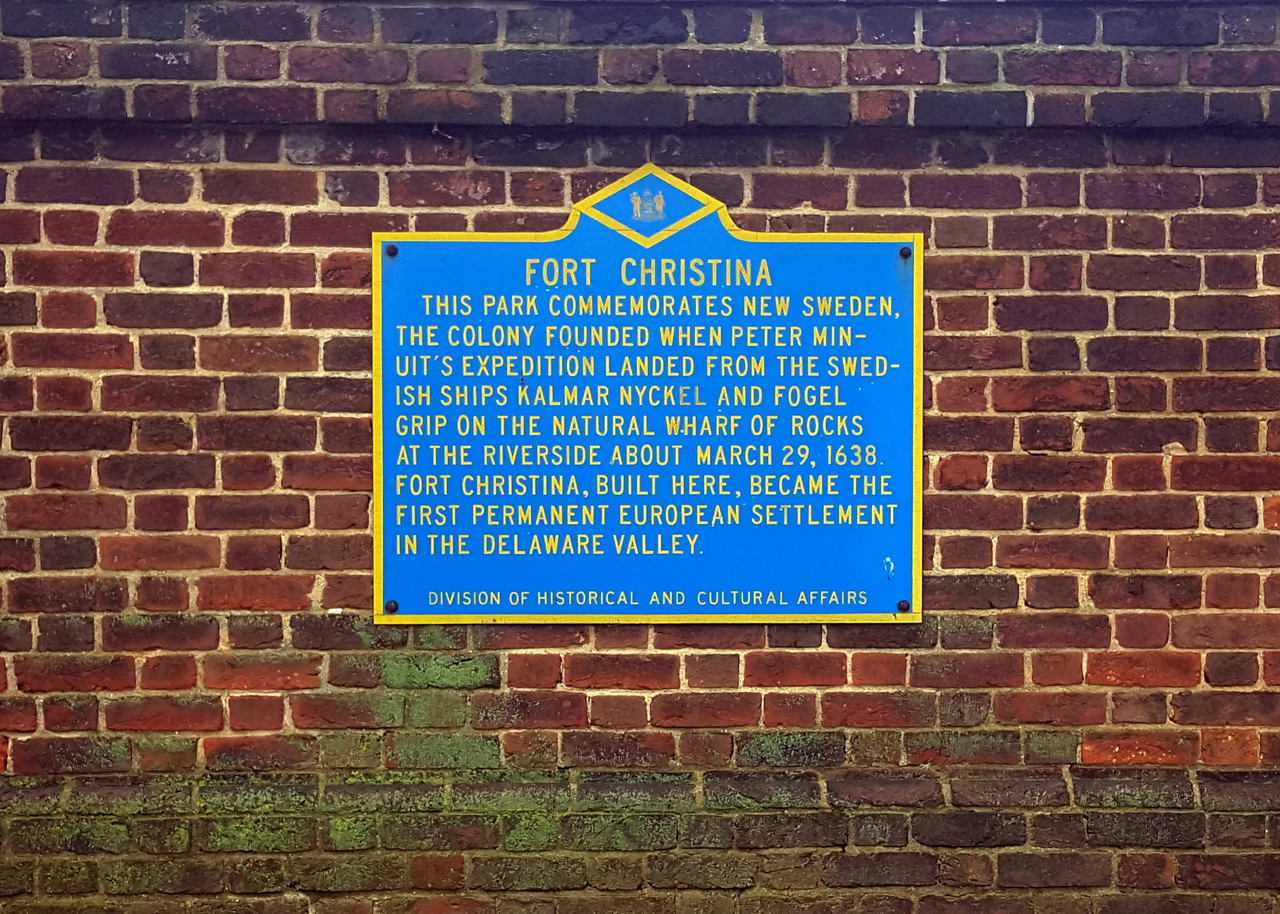 FORT CHRISTINA
THIS PARK COMMEMORATES NEW SWEDEN,
THE COLONY FOUNDED WHEN PETER MIN-
UIT'S EXPEDITION LANDED FROM THE SWED-
ISH SHIPS KALMAR NYCKEL AND FOGEL
GRIP ON THE NATURAL WHARF OF ROCKS
AT THE RIVERSIDE ABOUT MARCH 29, 1638.
FORT CHRISTINA, BUILT HERE, BECAME THE
FIRST PERMANENT EUROPEAN SETTLEMENT
IN THE DELAWARE VALLEY.
DIVISION OF HISTORICAL AND CULTURAL AFFAIRS